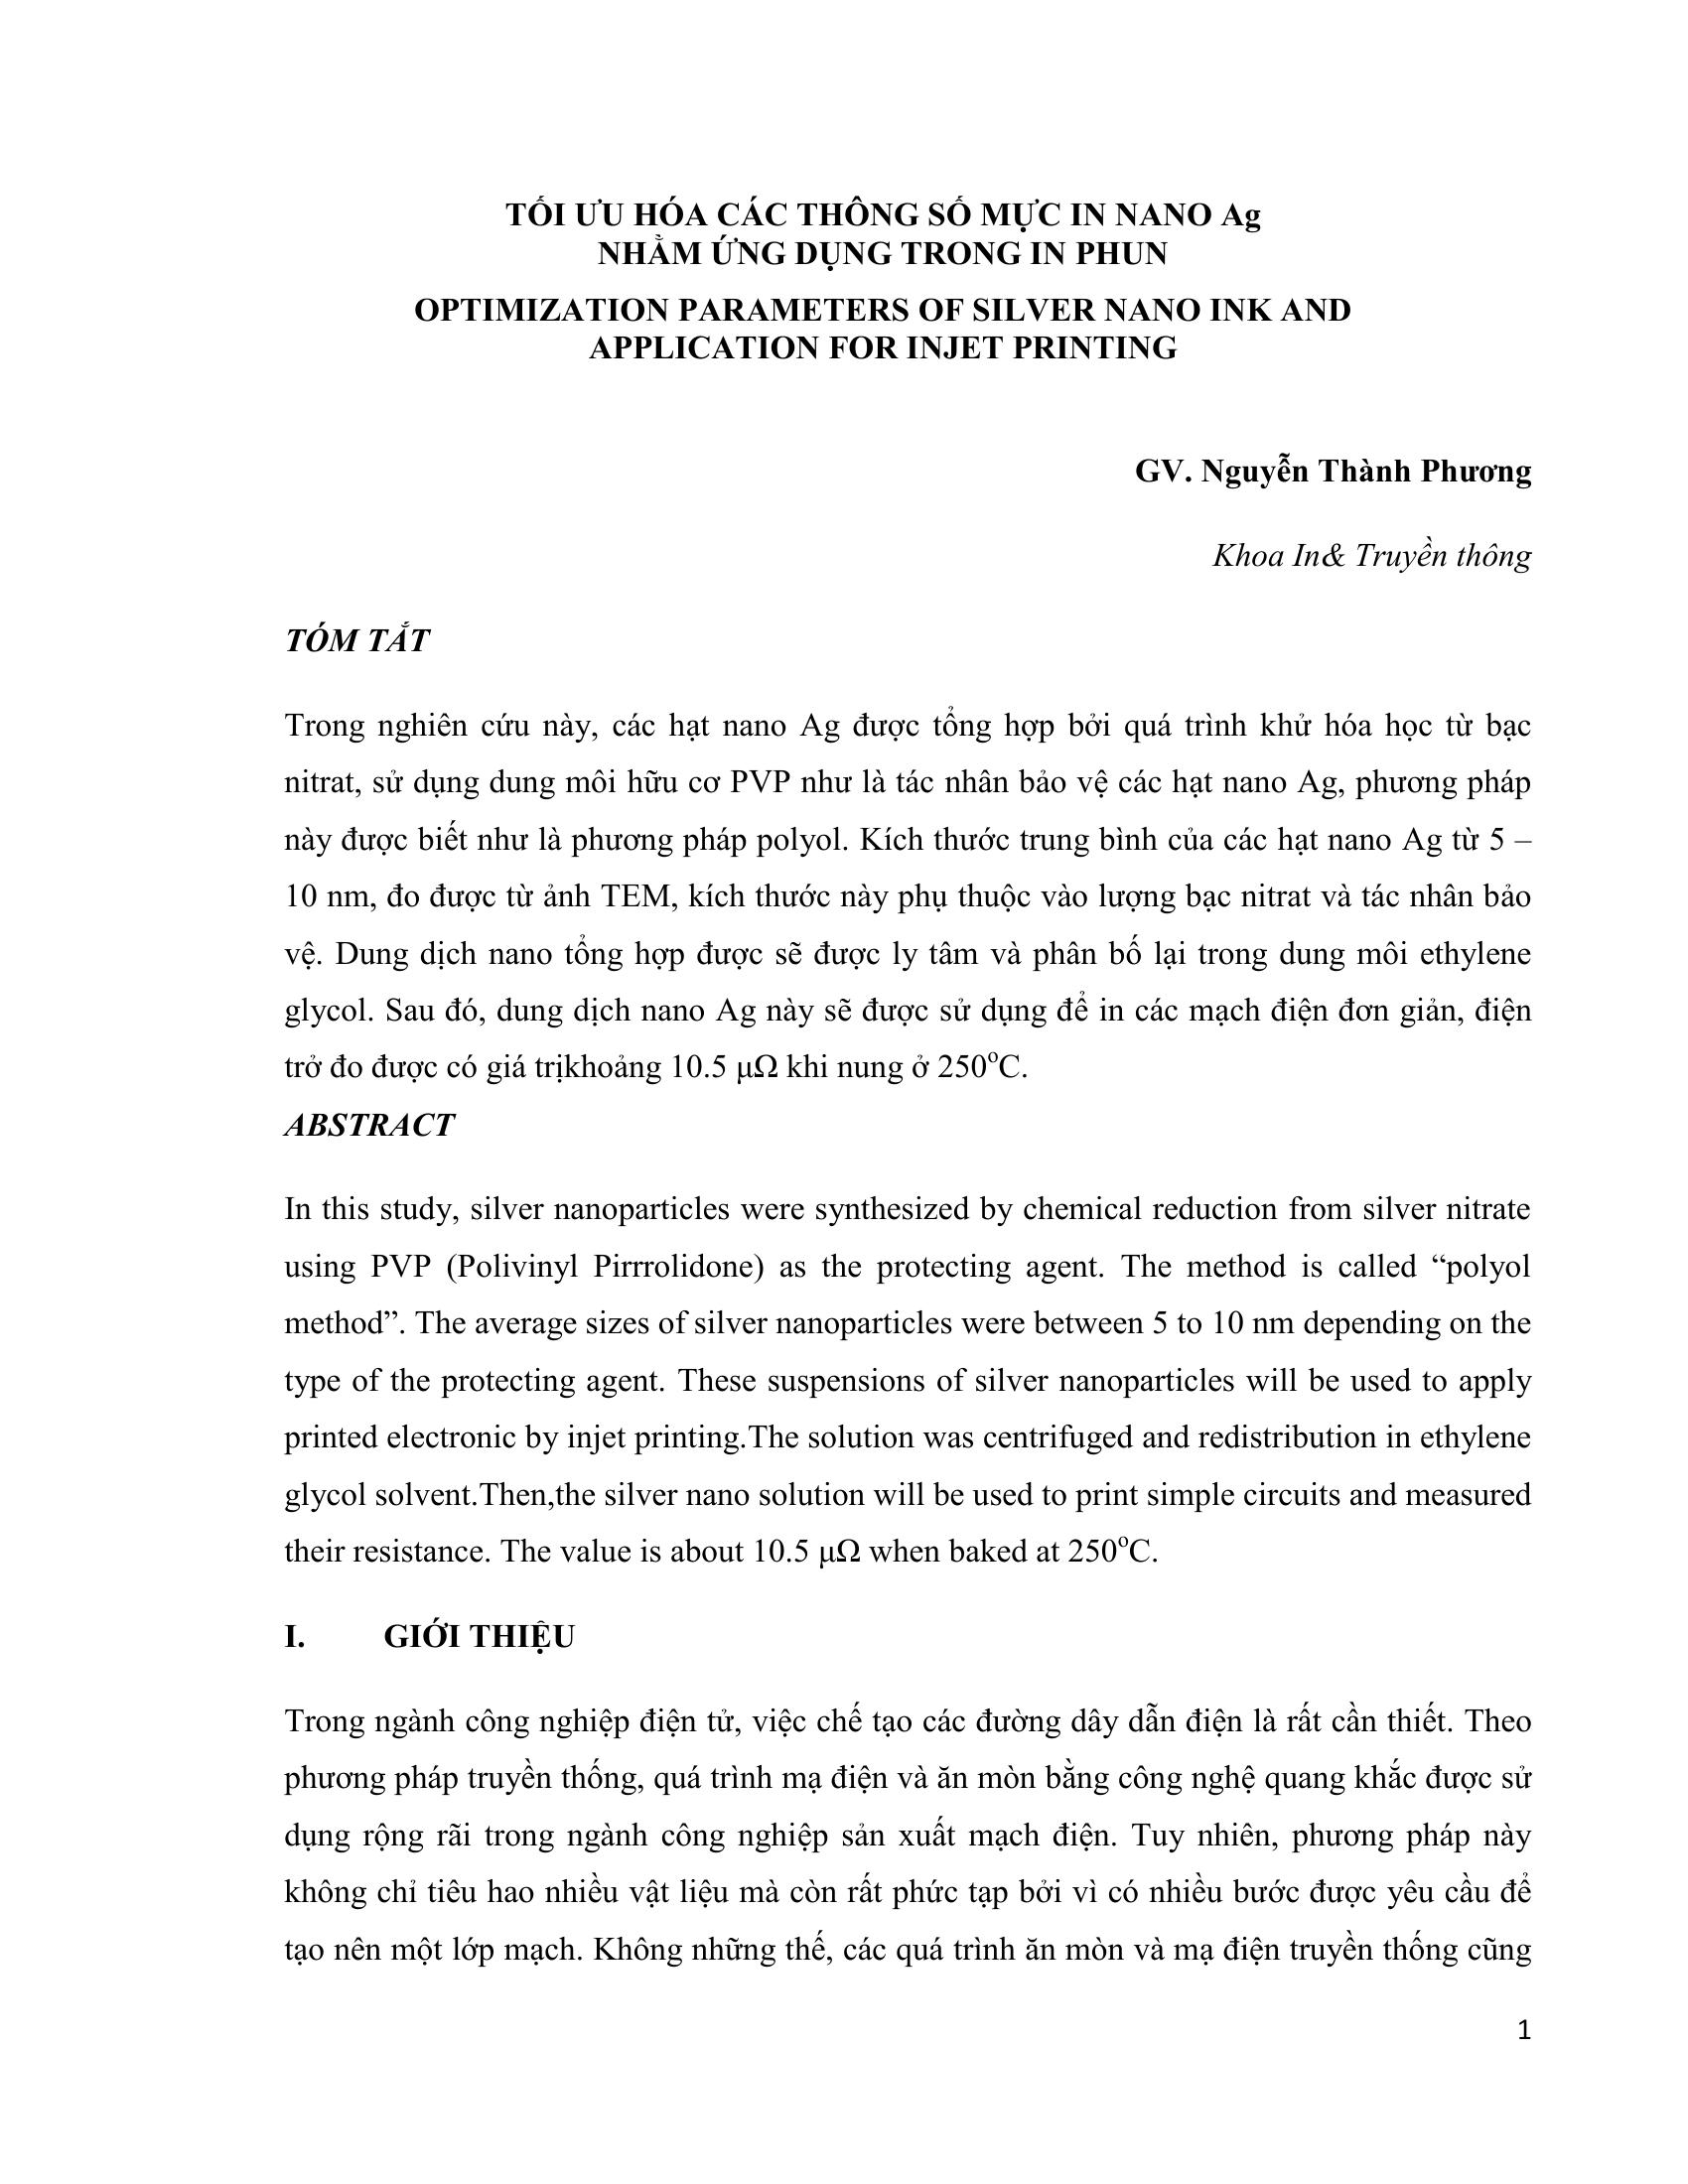 TỐI ƯU HÓA CÁC THÔNG SỐ MỰC IN NANO Ag
NHẰM ỨNG DỤNG TRONG IN PHUN
OPTIMIZATION PARAMETERS OF SILVER NANO INK AND
APPLICATION FOR INJET PRINTING
GV. Nguyễn Thành Phương
Khoa In& Truyền thông
TÓM TẮT
Trong nghiên cứu này, các hạt nano Ag được tổng hợp bởi quá trình khử hóa học từ bạc
nitrat, sử dụng dung môi hữu cơ PVP như là tác nhân bảo vệ các hạt nano Ag, phương pháp
này được biết như là phương pháp polyol. Kích thước trung bình của các hạt nano Ag từ 5 –
10 nm, đo được từ ảnh TEM, kích thước này phụ thuộc vào lượng bạc nitrat và tác nhân bảo
vệ. Dung dịch nano tổng hợp được sẽ được ly tâm và phân bố lại trong dung môi ethylene
glycol. Sau đó, dung dịch nano Ag này sẽ được sử dụng để in các mạch điện đơn giản, điện
trở đo được có giá trịkhoảng 10.5 μΩ khi nung ở 250°C.
ABSTRACT
In this study, silver nanoparticles were synthesized by chemical reduction from silver nitrate
using PVP (Polivinyl Pirrrolidone) as the protecting agent. The method is called “polyol
method”. The average sizes of silver nanoparticles were between 5 to 10 nm depending on the
type of the protecting agent. These suspensions of silver nanoparticles will be used to apply
printed electronic by injet printing.The solution was centrifuged and redistribution in ethylene
glycol solvent.Then,the silver nano solution will be used to print simple circuits and measured
their resistance. The value is about 10.5 μΩ when baked at 250°C.
I. GIỚI THIỆU
Trong ngành công nghiệp điện tử, việc chế tạo các đường dây dẫn điện là rất cần thiết. Theo
phương pháp truyền thống, quá trình mạ điện và ăn mòn bằng công nghệ quang khắc được sử
dụng rộng rãi trong ngành công nghiệp sản xuất mạch điện. Tuy nhiên, phương pháp này
không chỉ tiêu hao nhiều vật liệu mà còn rất phức tạp bởi vì có nhiều bước được yêu cầu để
tạo nên một lớp mạch. Không những thế, các quá trình ăn mòn và mạ điện truyền thống cũng
1